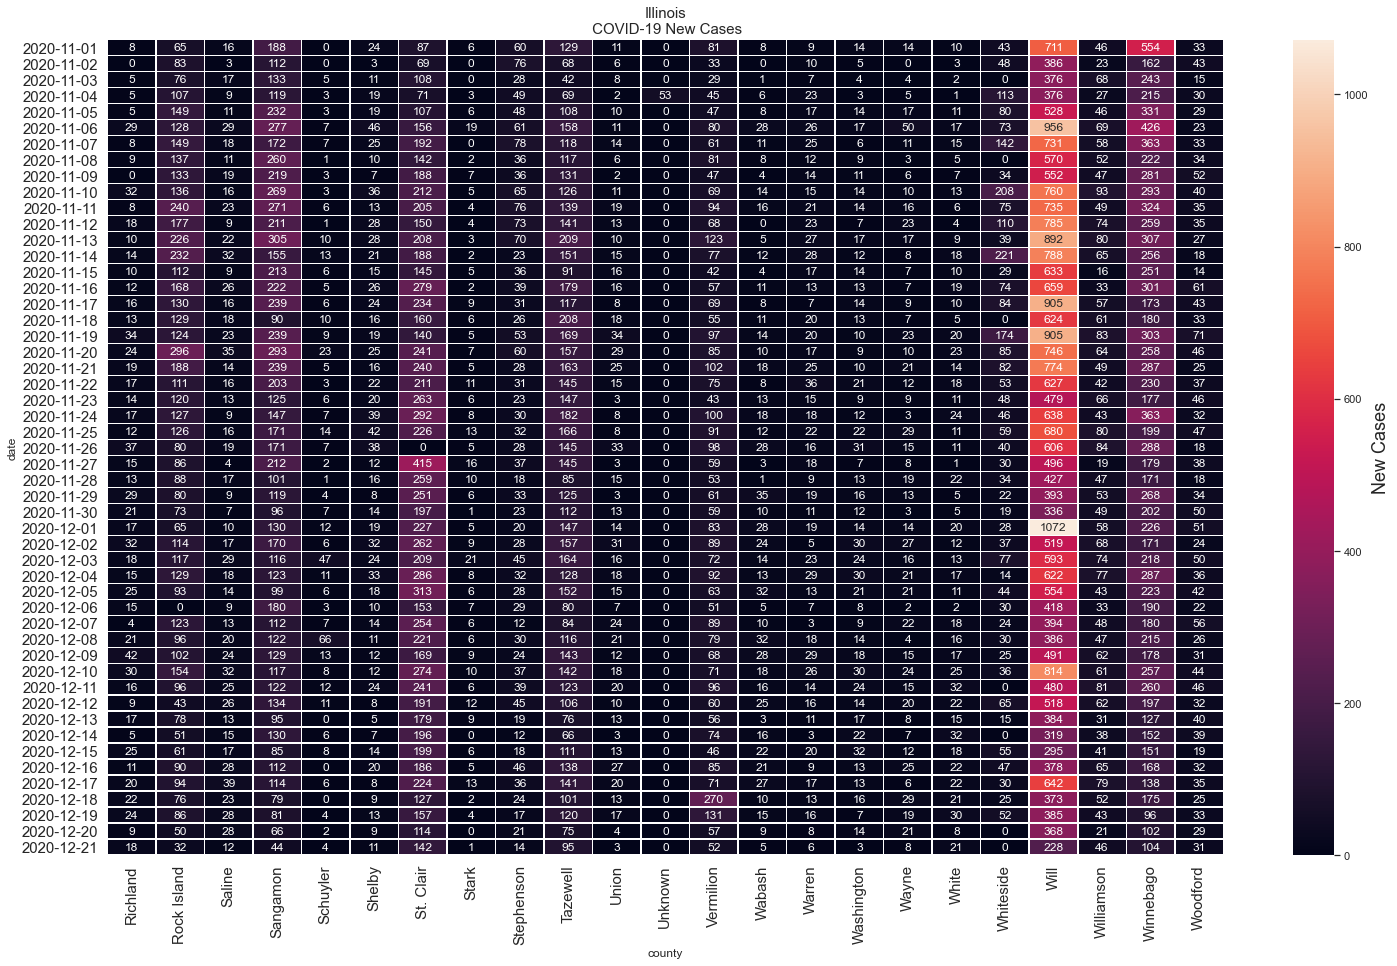 Illinois
COVID-19 New Cases
2020-11-01 8 65 16 188 0 24 87 6 60 129 11 0 81 8 9 14 14 10 43 711 46 554 33
2020-11-02 0 83 3 112 0 3 69 0 76 68 6 0 33 0 10 5 0 3 48 386 23 162 43
2020-11-03 5 76 17 133 5 11 108 0 28 42 8 0 29 1 7 4 4 2 0 376 68 243 15
2020-11-04 5 107 9 119 3 19 71 3 49 69 2 53 45 6 23 3 5 1 113 376 27 215 30
2020-11-05 5 149 11 232 3 19 107 6 48 108 10 0 47 8 17 14 17 11 80 528 46 331 29
2020-11-06 29 128 29 277 7 46 156 19 61 158 11 0 80 28 26 17 50 17 73 956 69 426 23
2020-11-07 8 149 18 172 7 25 192 0 78 118 14 0 61 11 25 6 11 15 142 731 58 363 33
2020-11-08 9 137 11 260 1 10 142 2 36 117 6 0 81 8 12 9 3 5 0 570 52 222 34
2020-11-09 0 133 19 219 3 7 188 7 36 131 2 0 47 4 14 11 6 7 34 552 47 281 52
2020-11-10 32 136 16 269 3 36 212 5 65 126 11 0 69 14 15 14 10 13 208 760 93 293 40
2020-11-11 8 240 23 271 6 13 205 4 76 139 19 0 94 16 21 14 16 6 75 735 49 324 35
2020-11-12 18 177 9 211 1 28 150 4 73 141 13 0 68 0 23 7 23 4 110 785 74 259 35
2020-11-13 10 226 22 305 10 28 208 3 70 209 10 0 123 5 27 17 17 9 39 892 80 307 27
2020-11-14 14 232 32 155 13 21 188 2 23 151 15 0 77 12 28 12 8 18 221 788 65 256 18
2020-11-15 10 112 9 213 6 15 145 5 36 91 16 0 42 4 17 14 7 10 29 633 16 251 14
2020-11-16 12 168 26 222 5 26 279 2 39 179 16 0 57 11 13 13 7 19 74 659 33 301 61
2020-11-17 16 130 16 239 6 24 234 9 31 117 8 0 69 8 7 14 9 10 84 905 57 173 43
2020-11-18 13 129 18 90 10 16 160 6 26 208 18 0 55 11 20 13 7 5 0 624 61 180 33
2020-11-19 34 124 23 239 9 19 140 5 53 169 34 0 97 14 20 10 23 20 174 905 83 303 71
2020-11-20 24 296 35 293 23 25 241 7 60 157 29 0 85 10 17 9 10 23 85 746 64 258 46
2020-11-21 19 188 14 239 5 16 240 5 28 163 25 0 102 18 25 10 21 14 82 774 49 287 25
2020-11-22 17 111 16 203 3 22 211 11 31 145 15 0 75 8 36 21 12 18 53 627 42 230 37
2020-11-23 14 120 13 125 6 20 263 6 23 147 3 0 43 13 15 9 9 11 48 479 66 177 46
2020-11-24 17 127 9 147 7 39 292 8 30 182 8 0 100 18 18 12 3 24 46 638 43 363 32
2020-11-25 12 126 16 171 14 42 226 13 32 166 8 0 91 12 22 22 29 11 59 680 80 199 47
2020-11-26 37 80 19 171 7 38 0 5 28 145 33 0 98 28 16 31 15 11 40 606 84 288 18
2020-11-27 15 86 4 212 2 12 415 16 37 145 3 0 59 3 18 7 8 1 30 496 19 179 38
2020-11-28 13 88 17 101 1 16 259 10 18 85 15 0 53 1 9 13 19 22 34 427 47 171 18
2020-11-29 29 80 9 119 4 8 251 6 33 125 3 0 61 35 19 16 13 5 22 393 53 268 34
2020-11-30 21 73 7 96 7 14 197 1 23 112 13 0 59 10 11 12 3 5 19 336 49 202 50
2020-12-01 17 65 10 130 12 19 227 5 20 147 14 0 83 28 19 14 14 20 28 1072 58 226 51
2020-12-02 32 114 17 170 6 32 262 9 28 157 31 0 89 24 5 30 27 12 37 519 68 171 24
2020-12-03 18 117 29 116 47 24 209 21 45 164 16 0 72 14 23 24 16 13 77 593 74 218 50
2020-12-04 15 129 18 123 11 33 286 8 32 128 18 0 92 13 29 30 21 17 14 622 77 287 36
2020-12-05 25 93 14 99 6 18 313 6 28 152 15 0 63 32 13 21 21 11 44 554 43 223 42
2020-12-06 15 0 9 180 3 10 153 7 29 80 7 0 51 5 7 8 2 2 30 418 33 190 22
2020-12-07 4 123 13 112 7 14 254 6 12 84 24 0 89 10 3 9 22 18 24 394 48 180 56
2020-12-08 21 96 20 122 66 11 221 6 30 116 21 0 79 32 18 14 4 16 30 386 47 215 26
2020-12-09 42 102 24 129 13 12 169 9 24 143 12 0 68 28 29 18 15 17 25 491 62 178 31
2020-12-10 30 154 32 117 8 12 274 10 37 142 18 0 71 18 26 30 24 25 36 814 61 257 44
2020-12-11 16 96 25 122 12 24 241 6 39 123 20 0 96 16 14 24 15 32 0 480 81 260 46
2020-12-12 9 43 26 134 11 8 191 12 45 106 10 0 60 25 16 14 20 22 65 518 62 197 32
2020-12-13 17 78 13 95 0 5 179 9 19 76 13 0 56 3 11 17 8 15 15 384 31 127 40
2020-12-14 5 51 15 130 6 7 196 0 12 66 3 0 74 16 3 22 7 32 0 319 38 152 39
2020-12-15 25 61 17 85 8 14 199 6 18 111 13 0 46 22 20 32 12 18 55 295 41 151 19
2020-12-16 11 90 28 112 0 20 186 5 46 138 27 0 85 21 9 13 25 22 47 378 65 168 32
2020-12-17 20 94 39 114 6 8 224 13 36 141 20 0 71 27 17 13 6 22 30 642 79 138 35
2020-12-18 22 76 23 79 0 9 127 2 24 101 13 0 270 10 13 16 29 21 25 373 52 175 25
2020-12-19 24 86 28 81 4 13 157 4 17 120 17 0 131 15 16 7 19 30 52 385 43 96 33
2020-12-20 9 50 28 66 2 9 114 0 21 75 4 0 57 9 8 14 21 8 0 368 21 102 29
2020-12-21 18 32 12 44 4 11 142 1 14 95 3 0 52 5 6 3 8 21 0 228 46 104 31
date
Richland Rock Island Saline Sangamon Schuyler Shelby St. Clair Stark Stephenson Tazewell Union Unknown Vermilion Wabash Warren Washington Wayne White Whiteside Will Williamson Winnebago Woodford
county
1000
800
600
400
200
0
New Cases